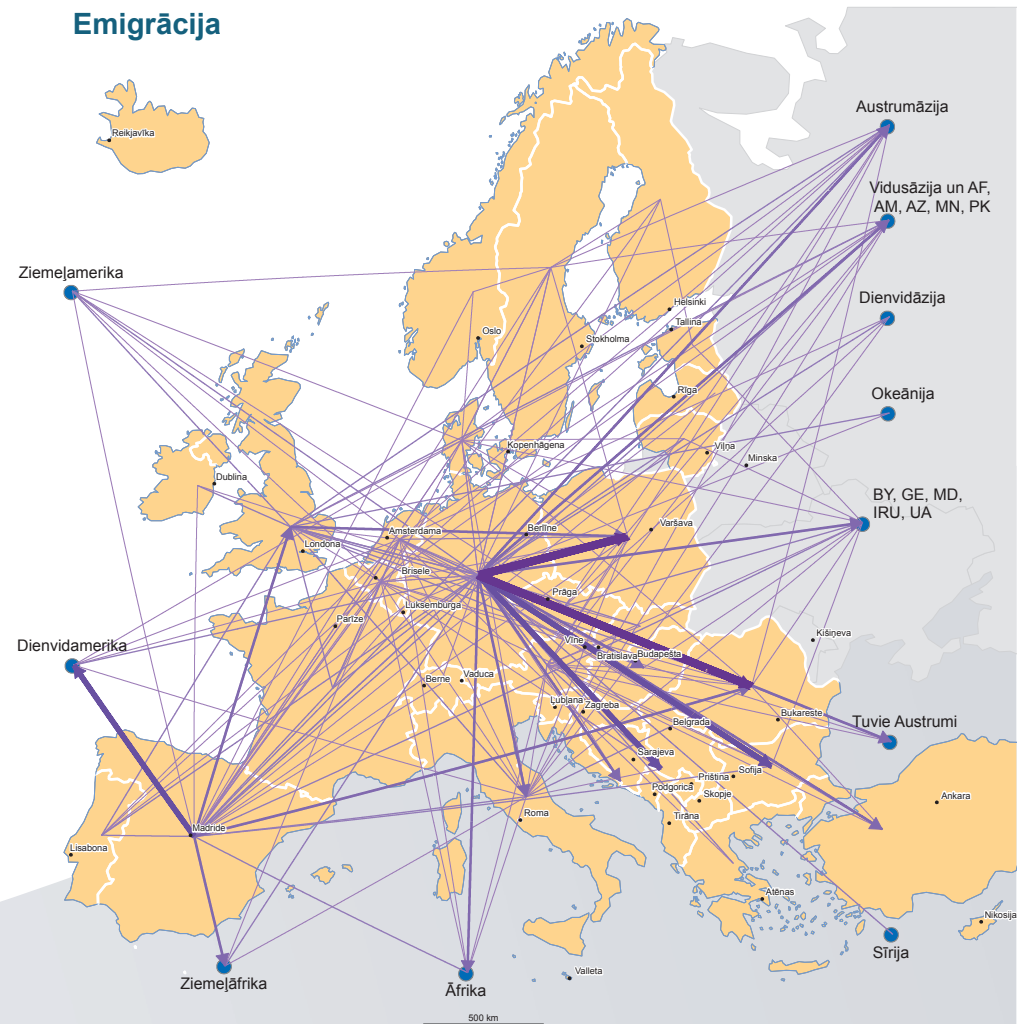 Emigrācija
Austrumāzija
Reikjavīka
Vidusāzija un AF,
AM, AZ, MN, PK
Ziemeļamerika
Dienvidāzija
Helsinki
Tallina
Oslo
Stokholma
Rīga
Okeānija
Kopenhāgena
Viļņa
Minska
Dublina
BY, GE, MD,
IRU, UA
Amsterdama
Berlīne
Varšava
Londona
Brisele
Prāga
Luksemburga
Parīze
Kišiņeva
Dienvidamerika
Vīne
Bratislava
Budapešta
Berne
Vaduca
Ļubļana
Zagreba
Bukareste
Belgrada
Tuvie Austrumi
Sarajeva
Priština
Sofija
Podgorica
Skopje
Ankara
Roma
Tirāna
Madride
Lisabona
Atēnas
Nikosija
Sīrija
Valleta
Ziemeļāfrika
Āfrika
500 km